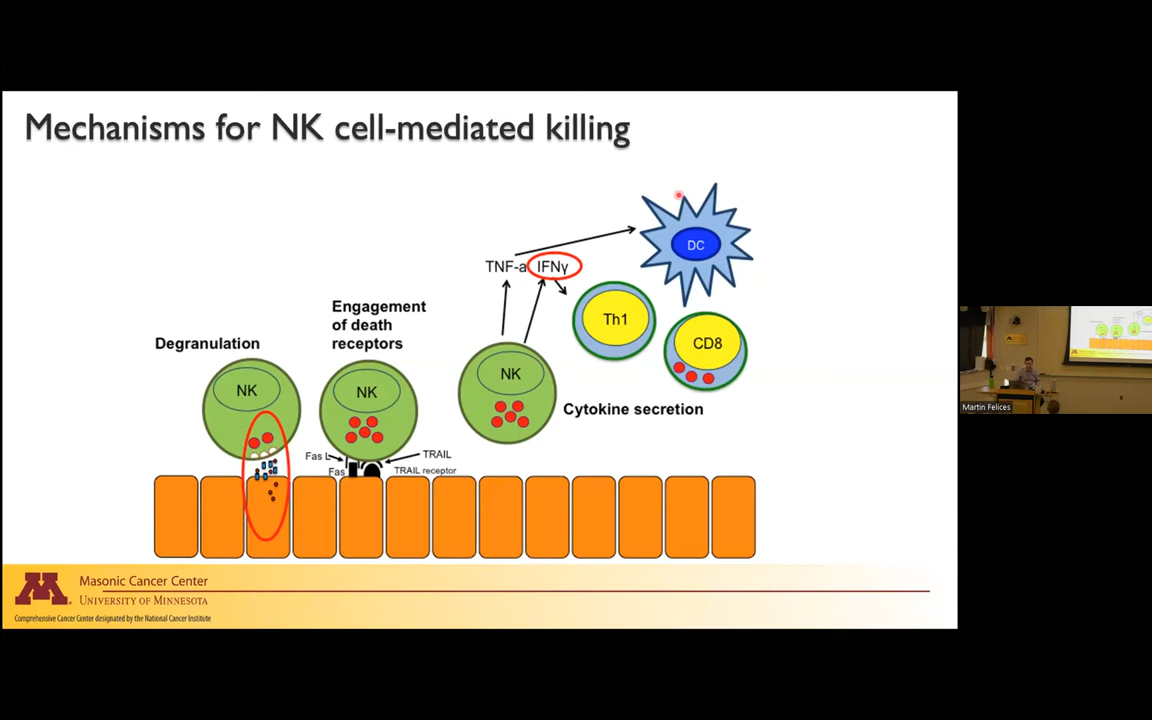 Mechanisms for NK cell-mediated killing
DC
TNF-a IFNγ
Th1
CD8
Engagement
of death
receptors
Degranulation
NK
NK
NK
Cytokine secretion
Fas L
TRAIL
Fas
TRAIL receptor
Masonic Cancer Center
UNIVERSITY OF MINNESOTA
Comprehensive Cancer Center designated by the National Cancer Institute
Martin Felices